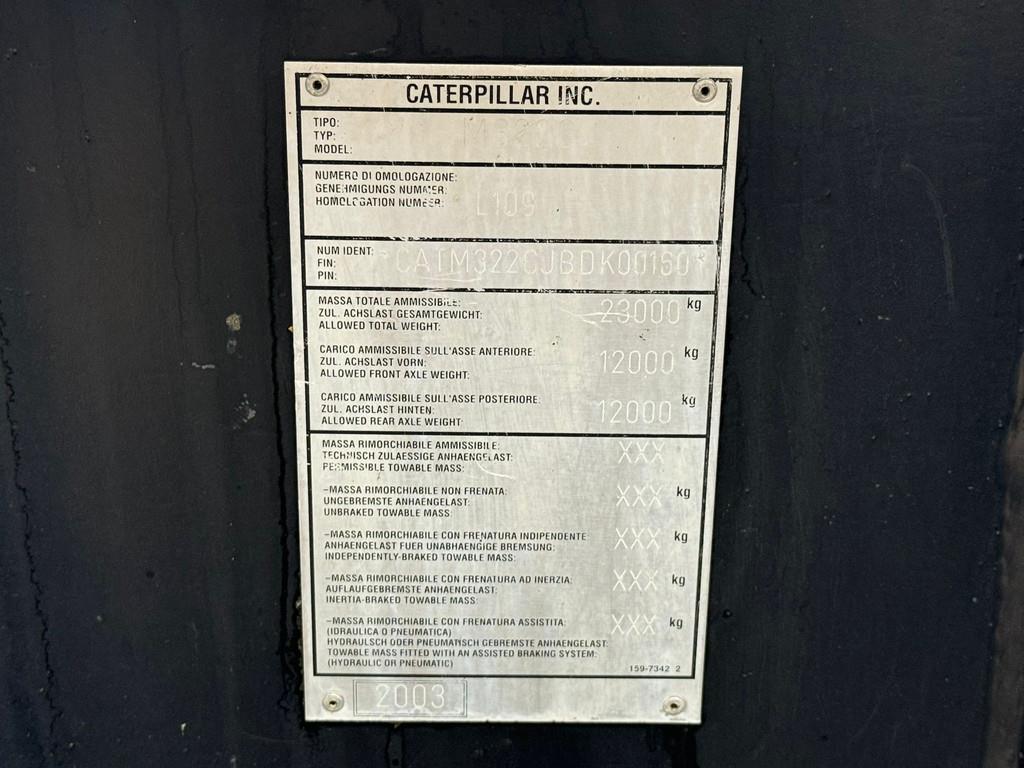 CATERPILLAR INC.
TIPO:
TYP:
MODEL:
NUMERO DI OMOLOGAZIONE:
GENEHMIGUNGS NUMMER:
HOMOLOGATION NUMBER: L109
NUM IDENT:
FIN: *CATM322CJBDK00160*
PIN:
MASSA TOTALE AMMISSIBILE:
ZUL. ACHSLAST GESAMTGEWICHT: 23000 kg
ALLOWED TOTAL WEIGHT:
CARICO AMMISSIBILE SULL'ASSE ANTERIORE:
ZUL. ACHSLAST VORN: 12000 kg
ALLOWED FRONT AXLE WEIGHT:
CARICO AMMISSIBILE SULL'ASSE POSTERIORE:
ZUL. ACHSLAST HINTEN: 12000 kg
ALLOWED REAR AXLE WEIGHT:
MASSA RIMORCHIABILE AMMISSIBILE:
TECHNISCH ZULAESSIGE ANHAENGELAST: XXX
PERMISSIBLE TOWABLE MASS:
-MASSA RIMORCHIABILE NON FRENATA:
UNGEBREMSTE ANHAENGELAST: XXX kg
UNBRAKED TOWABLE MASS:
-MASSA RIMORCHIABILE CON FRENATURA INDIPENDENTE
ANHAENGELAST FUER UNABHAENGIGE BREMSUNG: XXX kg
INDEPENDENTLY-BRAKED TOWABLE MASS:
-MASSA RIMORCHIABILE CON FRENATURA AD INERZIA: XXX kg
AUFLAUFGEBREMSTE ANHAENGELAST:
INERTIA-BRAKED TOWABLE MASS:
-MASSA RIMORCHIABILE CON FRENATURA ASSISTITA: XXX kg
(IDRAULICA O PNEUMATICA)
HYDRAULSCH ODER PNEUMATISCH GEBREMSTE ANHAENGELAST:
TOWABLE MASS FITTED WITH AN ASSISTED BRAKING SYSTEM:
(HYDRAULIC OR PNEUMATIC) 159-7342 2
2003